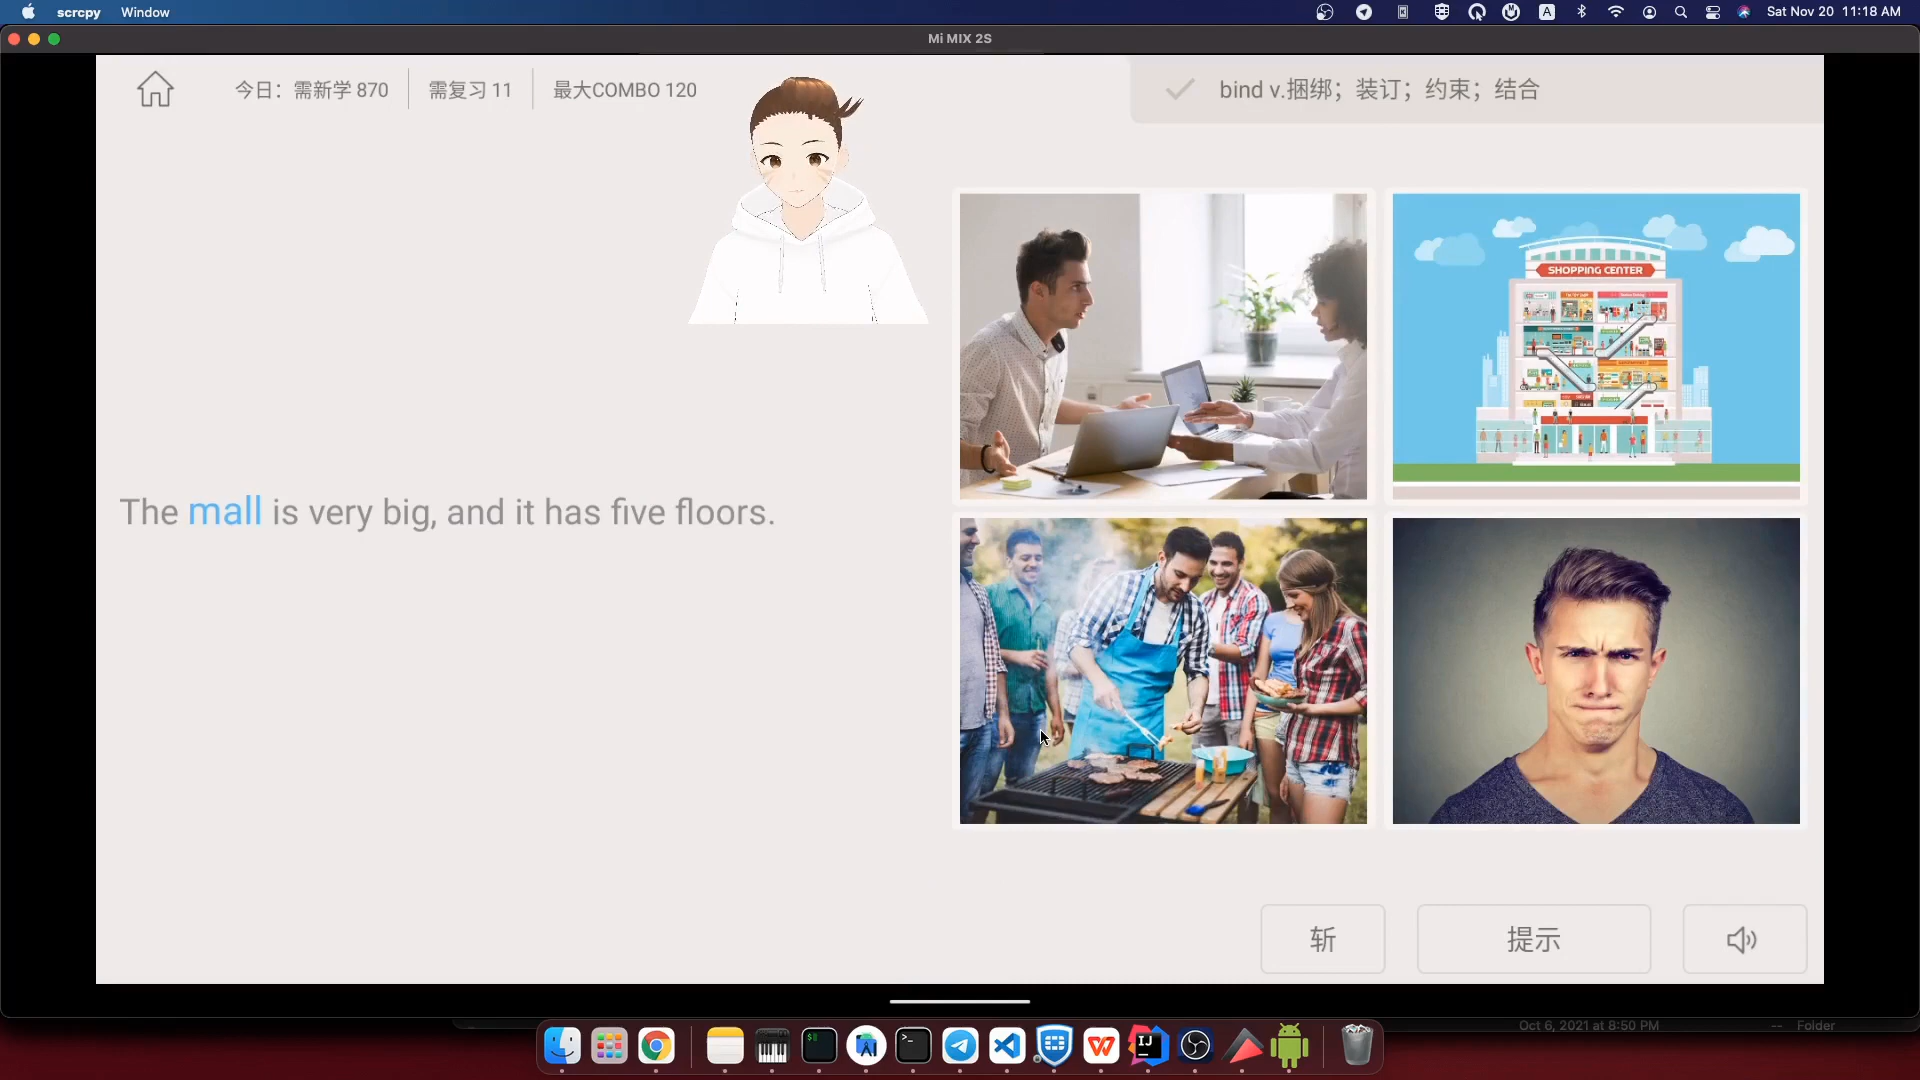 scrcpy Window
A
Sat Nov 20 11:18 AM
Mi MIX 2S
今日：需新学 870
需复习 11
最大COMBO 120
bind v.捆绑；装订；约束；结合
SHOPPING CENTER
The mall is very big, and it has five floors.
斩
提示
Oct 6, 2021 at 8:50 PM -- Folder
IJ